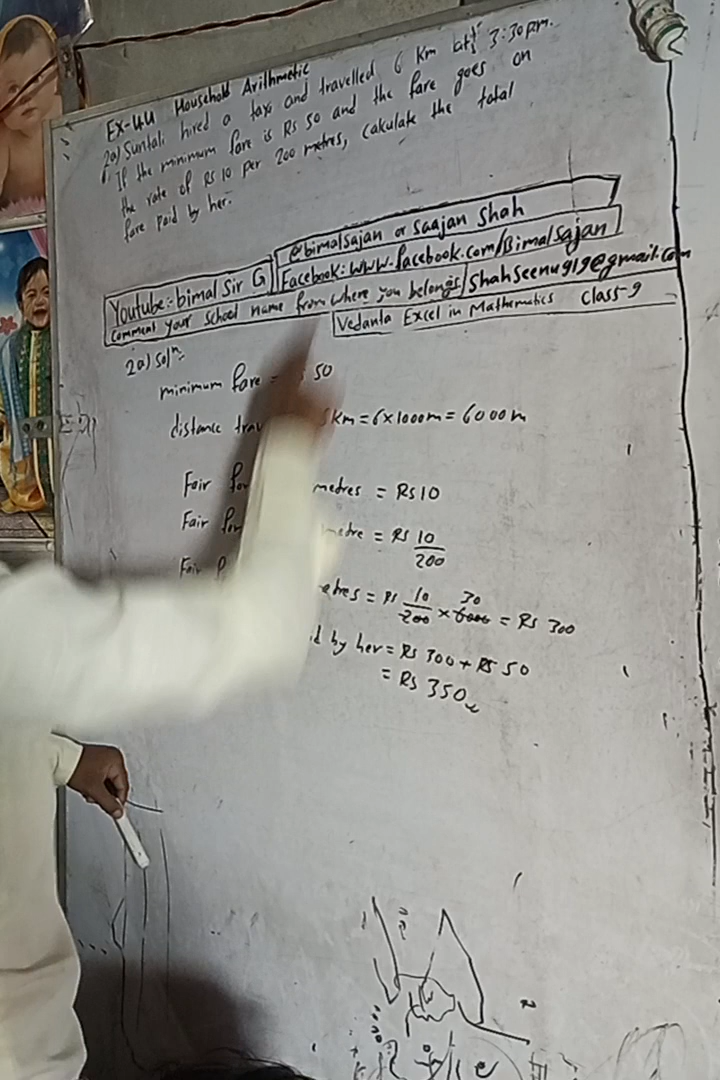 Ex-4.4 Household Arithmetic
2a) Suntali hired a taxi and travelled 6 Km at 3:30 p.m.
If the minimum fare is RS 50 and the fare goes on
the rate of RS 10 per 200 metres, calculate the total
fare paid by her.
@bimalsajan or Saajan Shah
Youtube:- bimal Sir G
Facebook: www.facebook.com/Bimalsajan
Comment your school name from where you belongs/Shahseenu919@gmail.com
Vedanta Excel in Mathematics Class-9
2a) Solⁿ:
minimum fare = 50
distance Km = 6×1000m = 6000m
Fair metres = RS 10
Fair metre = RS 10/200
Fair = RS 10/200 × 6000 30 = RS 300
by her = RS 300 + RS 50
= RS 350